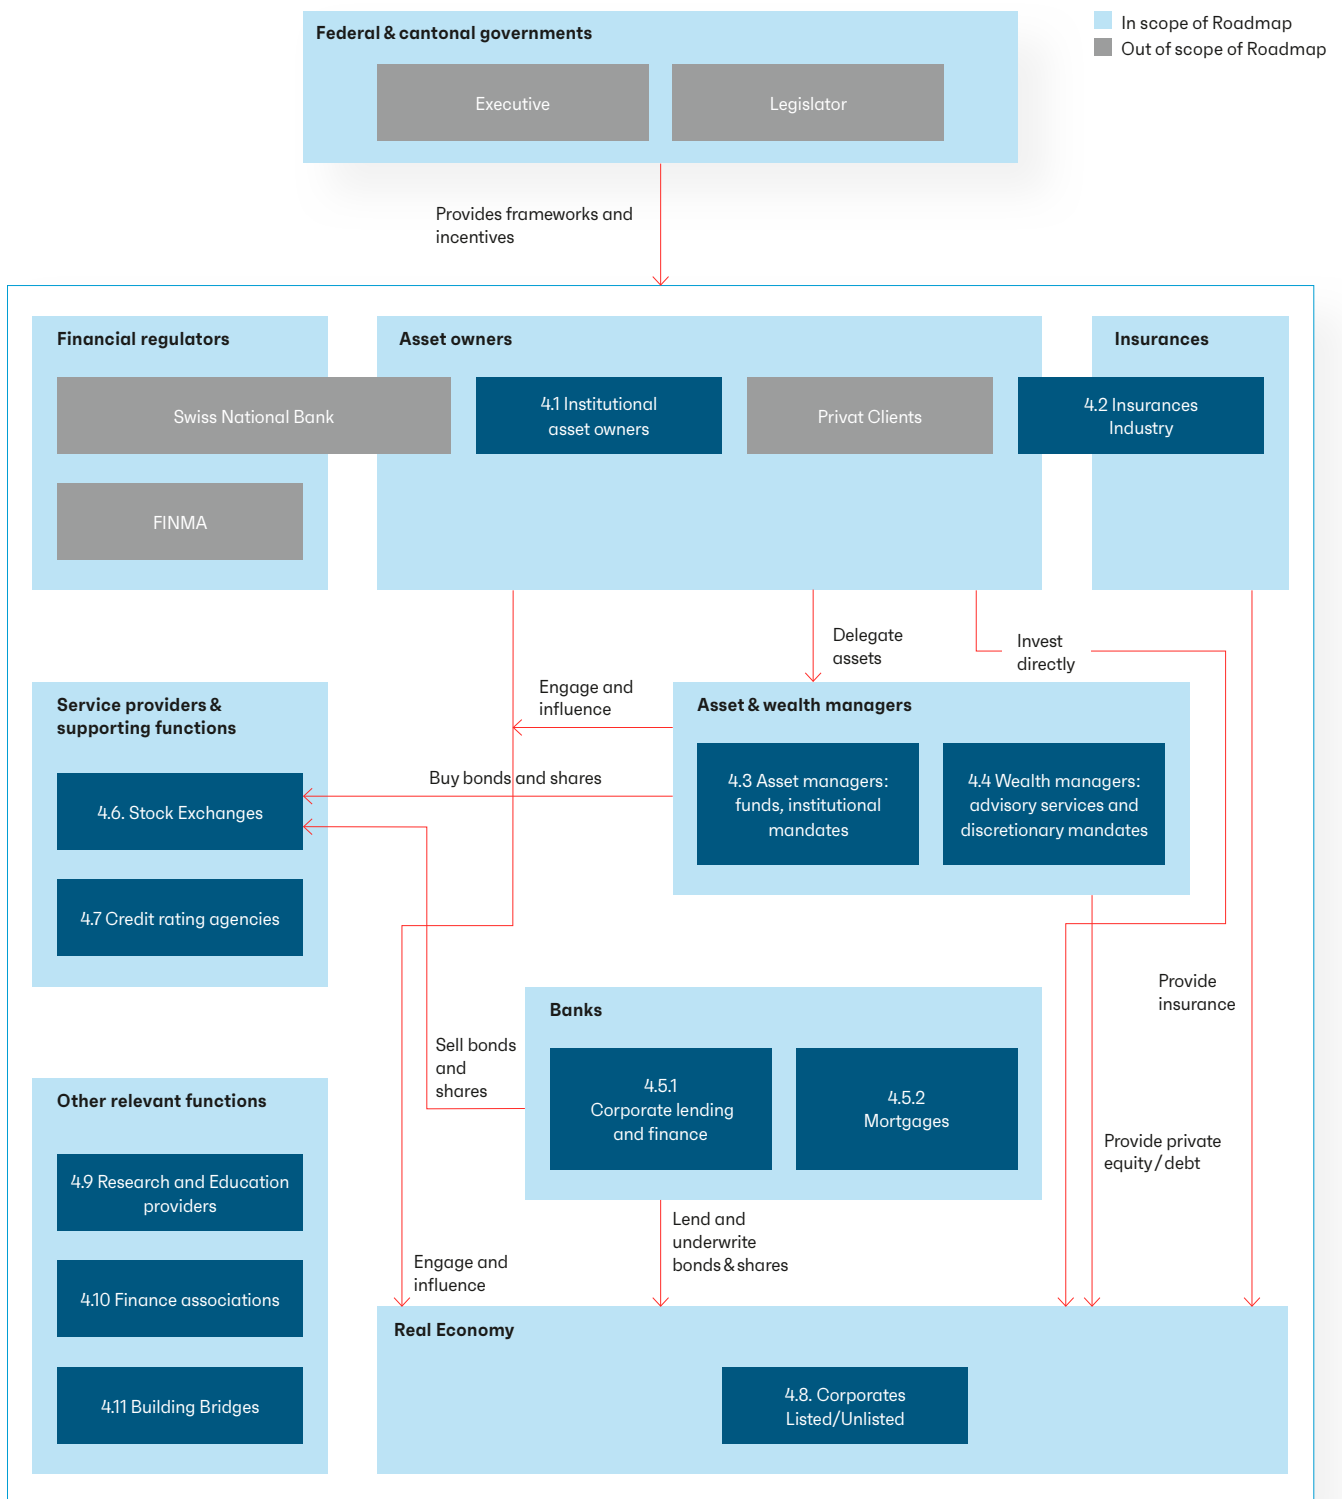 Federal & cantonal governments
In scope of Roadmap
Out of scope of Roadmap
Executive
Legislator
Provides frameworks and
incentives
Financial regulators
Asset owners
Insurances
Swiss National Bank
4.1 Institutional
asset owners
Privat Clients
4.2 Insurances
Industry
FINMA
Delegate
assets
Invest
directly
Engage and
influence
Service providers &
supporting functions
Asset & wealth managers
Buy bonds and shares
4.6. Stock Exchanges
4.3 Asset managers:
funds, institutional
mandates
4.4 Wealth managers:
advisory services and
discretionary mandates
4.7 Credit rating agencies
Provide
insurance
Banks
Sell bonds
and
shares
4.5.1
Corporate lending
and finance
4.5.2
Mortgages
Other relevant functions
Provide private
equity / debt
4.9 Research and Education
providers
Lend and
underwrite
bonds & shares
Engage and
influence
4.10 Finance associations
Real Economy
4.11 Building Bridges
4.8. Corporates
Listed/Unlisted